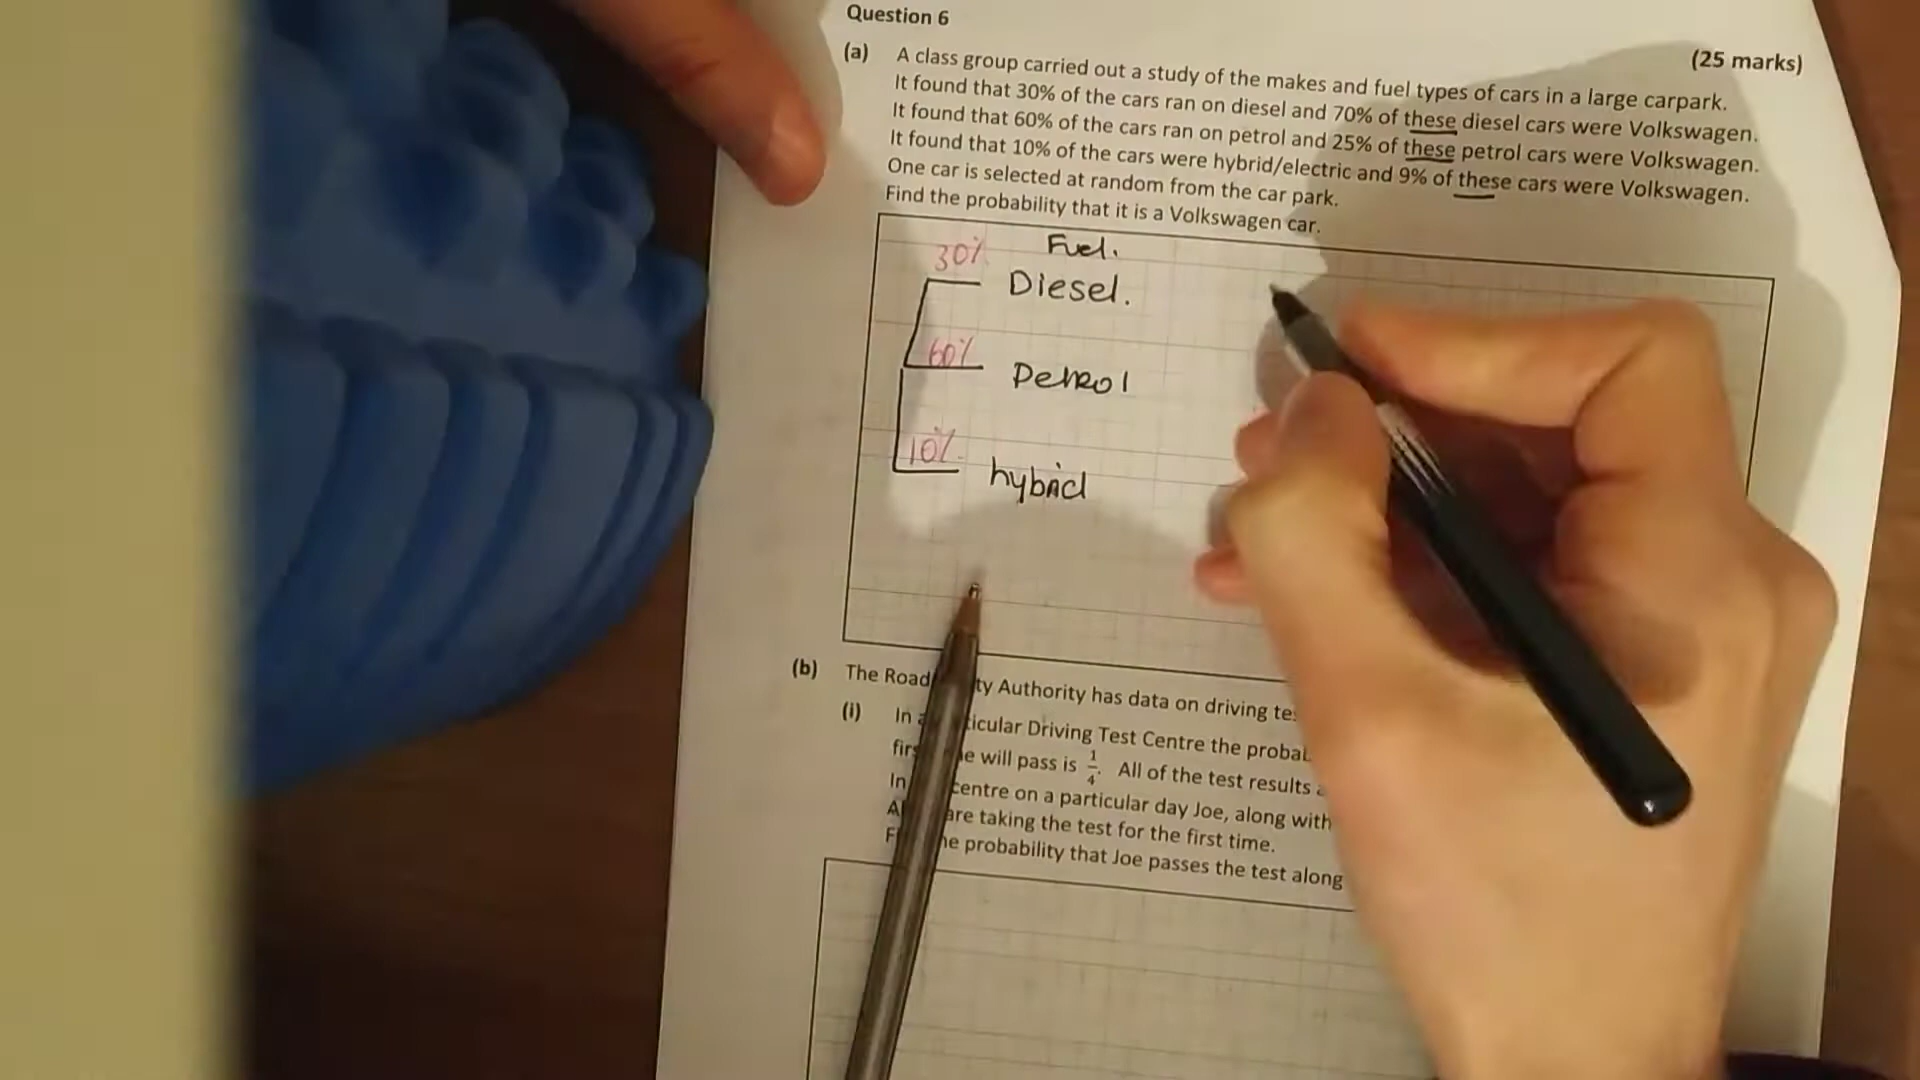 Question 6
(25 marks)
(a) A class group carried out a study of the makes and fuel types of cars in a large carpark.
It found that 30% of the cars ran on diesel and 70% of these diesel cars were Volkswagen.
It found that 60% of the cars ran on petrol and 25% of these petrol cars were Volkswagen.
It found that 10% of the cars were hybrid/electric and 9% of these cars were Volkswagen.
One car is selected at random from the car park.
Find the probability that it is a Volkswagen car.
Fuel.
30% Diesel.
60% Petrol
10% hybrid
(b) The Road ty Authority has data on driving
(i) In icular Driving Test Centre the
e will pass is 1/4. All of the test results
In centre on a particular day Joe, along with
are taking the test for the first time.
he probability that Joe passes the test along